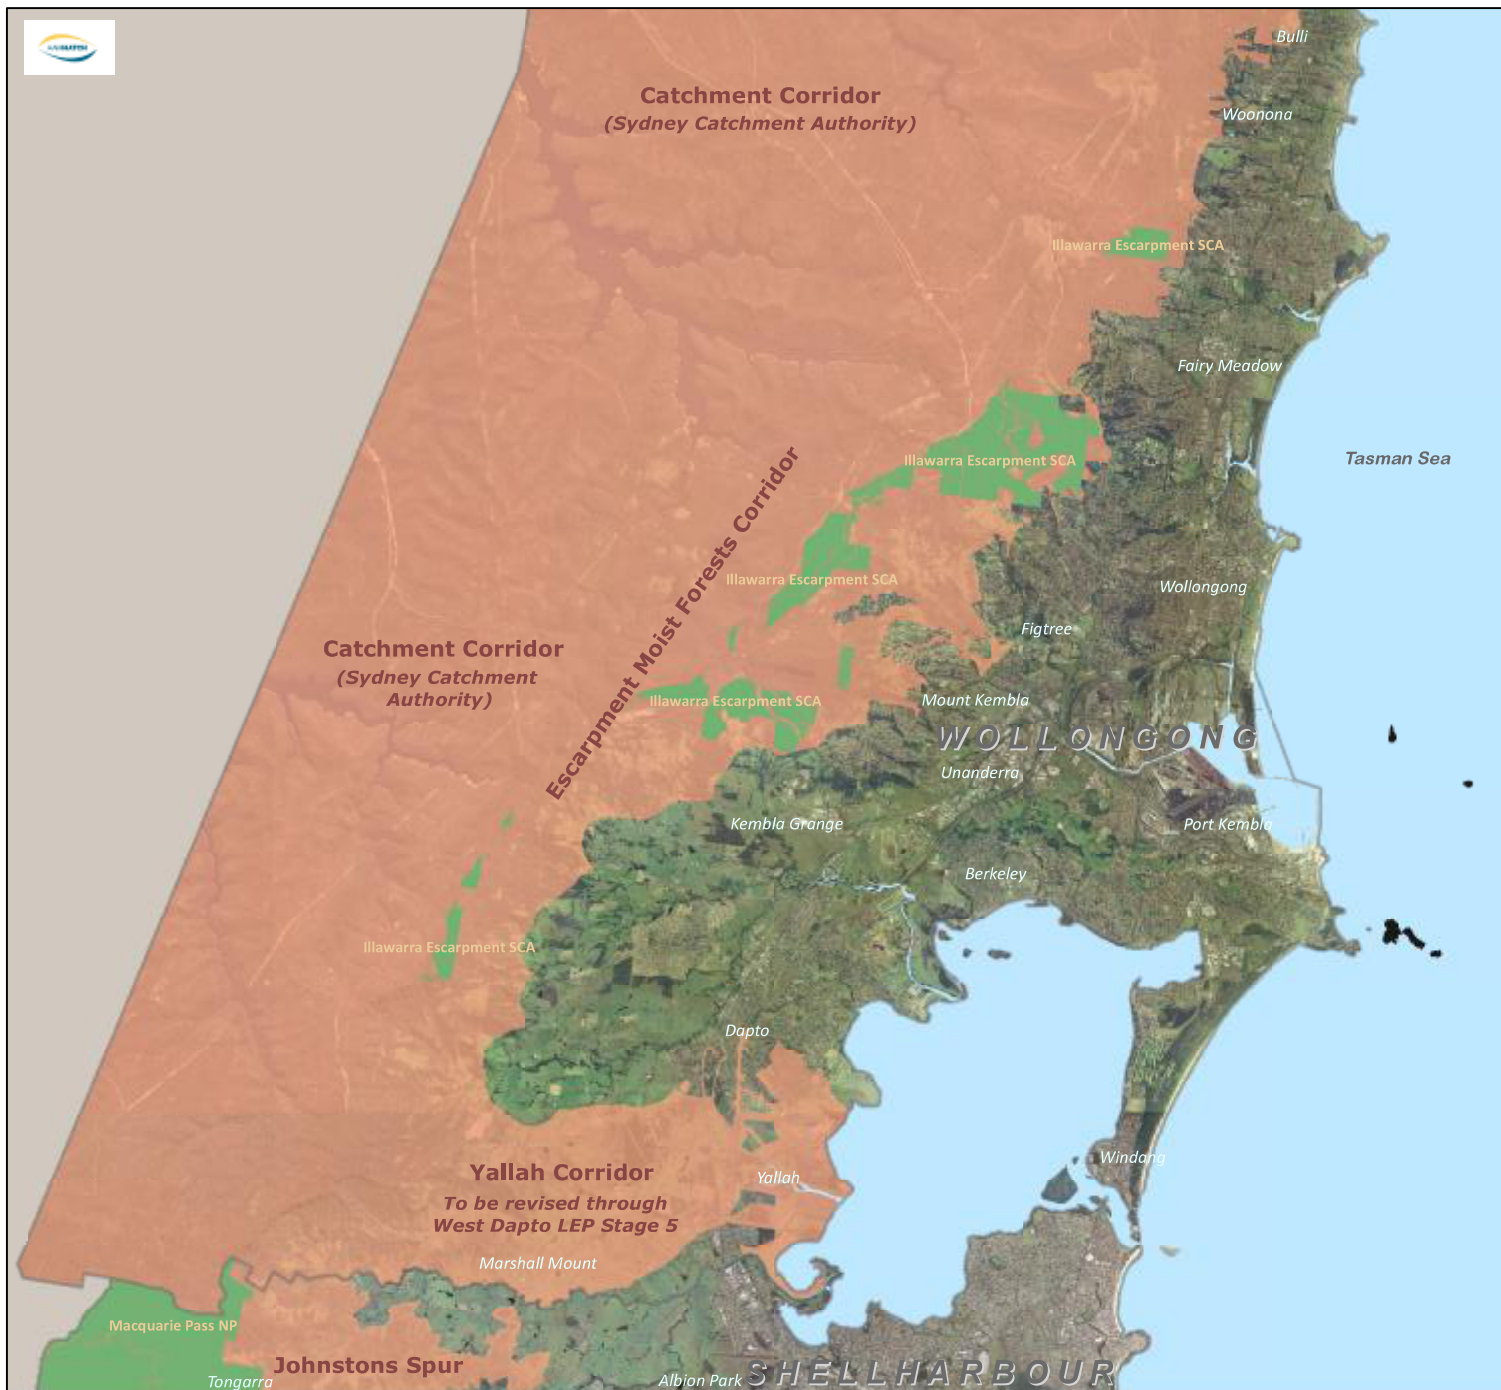 Bulli
Catchment Corridor
(Sydney Catchment Authority)
Woonona
Illawarra Escarpment SCA
Fairy Meadow
Tasman Sea
Illawarra Escarpment SCA
Escarpment Moist Forests Corridor
Illawarra Escarpment SCA
Wollongong
Figtree
Catchment Corridor
(Sydney Catchment
Authority)
Illawarra Escarpment SCA
Mount Kembla
WOLLONGONG
Unanderra
Kembla Grange
Port Kembla
Berkeley
Illawarra Escarpment SCA
Dapto
Windang
Yallah Corridor
To be revised through
West Dapto LEP Stage 5
Yallah
Marshall Mount
Macquarie Pass NP
Johnstons Spur
Tongarra
Albion Park
SHELLHARBOUR